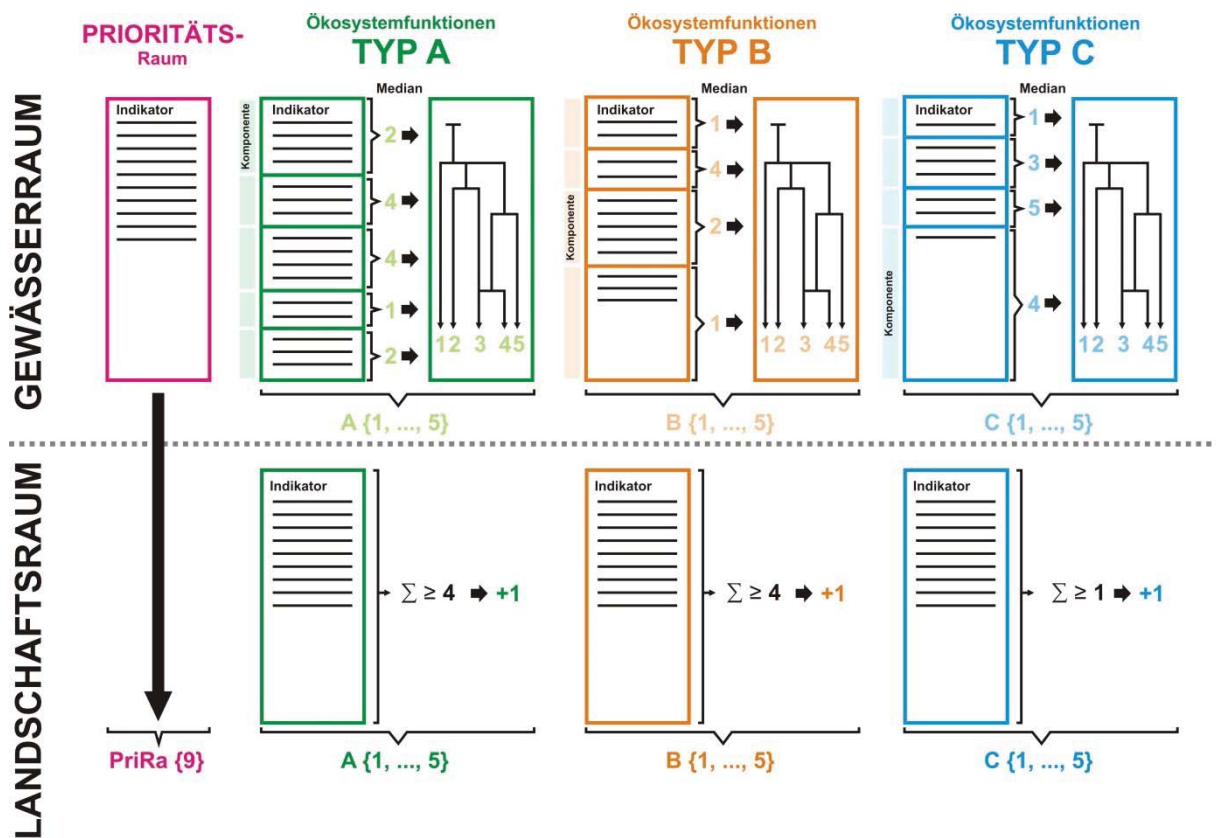 PRIORITÄTS-
Raum
Ökosystemfunktionen
TYP A
Ökosystemfunktionen
TYP B
Ökosystemfunktionen
TYP C
GEWÄSSERRAUM
Indikator
Komponente
Indikator
Median
2
4
4
1
2
12 3 45
A {1, ..., 5}
Komponente
Indikator
Median
1
4
2
1
12 3 45
B {1, ..., 5}
Komponente
Indikator
Median
1
3
5
4
12 3 45
C {1, ..., 5}
LANDSCHAFTSRAUM
PriRa {9}
Indikator
∑ ≥ 4 +1
A {1, ..., 5}
Indikator
∑ ≥ 4 +1
B {1, ..., 5}
Indikator
∑ ≥ 1 +1
C {1, ..., 5}